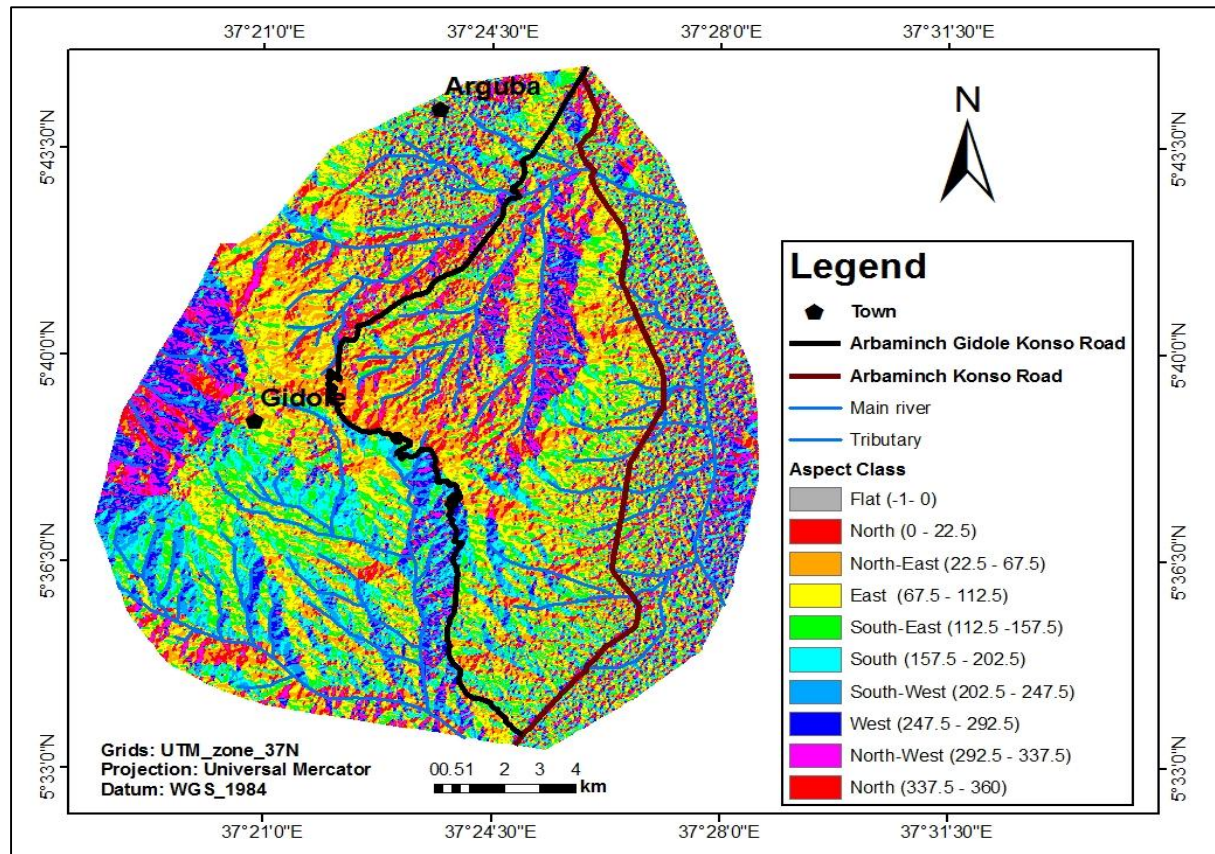 37°21'0"E 37°24'30"E 37°28'0"E 37°31'30"E
Arguba
N
5°43'30"N
5°43'30"N
Legend
Town
Arbaminch Gidole Konso Road
5°40'0"N
5°40'0"N
Arbaminch Konso Road
Gidole
Main river
Tributary
Aspect Class
Flat (-1- 0)
North (0 - 22.5)
North-East (22.5 - 67.5)
5°36'30"N
5°36'30"N
East (67.5 - 112.5)
South-East (112.5 -157.5)
South (157.5 - 202.5)
South-West (202.5 - 247.5)
West (247.5 - 292.5)
North-West (292.5 - 337.5)
North (337.5 - 360)
Grids: UTM_zone_37N
Projection: Universal Mercator
Datum: WGS_1984
00.51 2 3 4
km
5°33'0"N
5°33'0"N
37°21'0"E 37°24'30"E 37°28'0"E 37°31'30"E